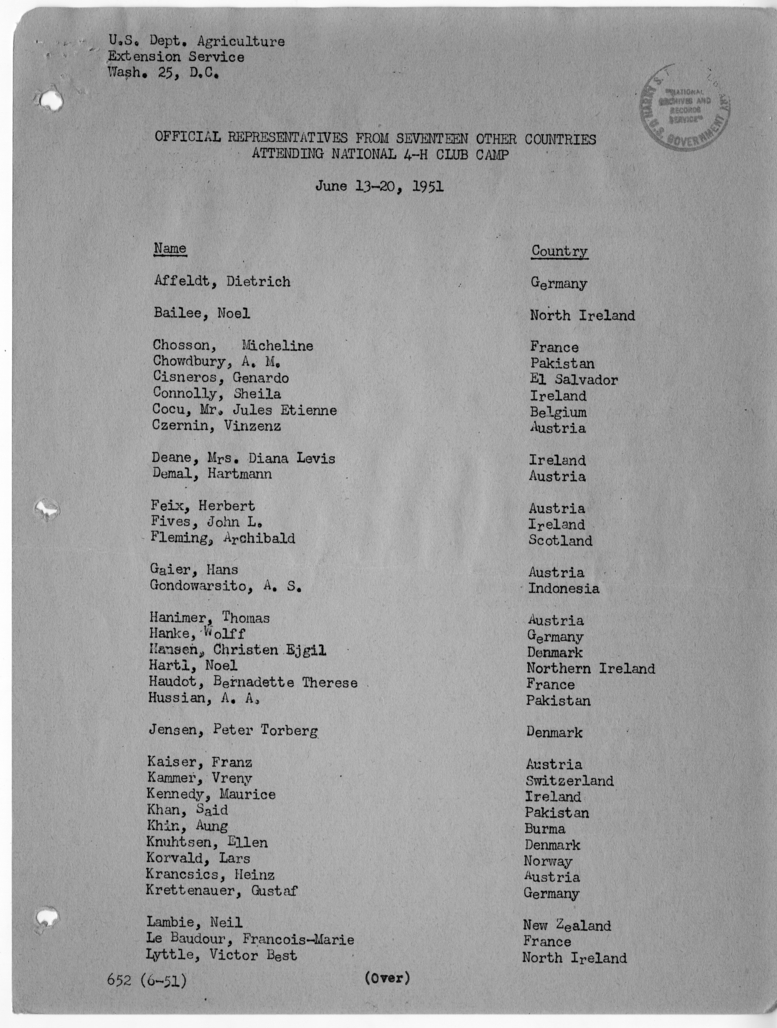 U.S. Dept. Agriculture
Extension Service
Wash. 25, D.C.
HARRY S.
"NATIONAL
ARCHIVES AND
RECORDS
SERVICE"
U.S. GOVERNMENT
OFFICIAL REPRESENTATIVES FROM SEVENTEEN OTHER COUNTRIES
ATTENDING NATIONAL 4-H CLUB CAMP
June 13-20, 1951
Name Country
Affeldt, Dietrich Germany
Bailee, Noel North Ireland
Chosson, Micheline France
Chowdbury, A. M. Pakistan
Cisneros, Genardo El Salvador
Connolly, Sheila Ireland
Cocu, Mr. Jules Etienne Belgium
Czernin, Vinzenz Austria
Deane, Mrs. Diana Levis Ireland
Demal, Hartmann Austria
Feix, Herbert Austria
Fives, John L. Ireland
Fleming, Archibald Scotland
Gaier, Hans Austria
Gondowarsito, A. S. Indonesia
Hanimer, Thomas Austria
Hanke, Wolff Germany
Hansen, Christen Ejgil Denmark
Hartl, Noel Northern Ireland
Haudot, Bernadette Therese France
Hussian, A. A. Pakistan
Jensen, Peter Torberg Denmark
Kaiser, Franz Austria
Kammer, Vreny Switzerland
Kennedy, Maurice Ireland
Khan, Said Pakistan
Khin, Aung Burma
Knuhtsen, Ellen Denmark
Korvald, Lars Norway
Krancsics, Heinz Austria
Krettenauer, Gustaf Germany
Lambie, Neil New Zealand
Le Baudour, Francois-Marie France
Lyttle, Victor Best North Ireland
652 (6-51) (Over)